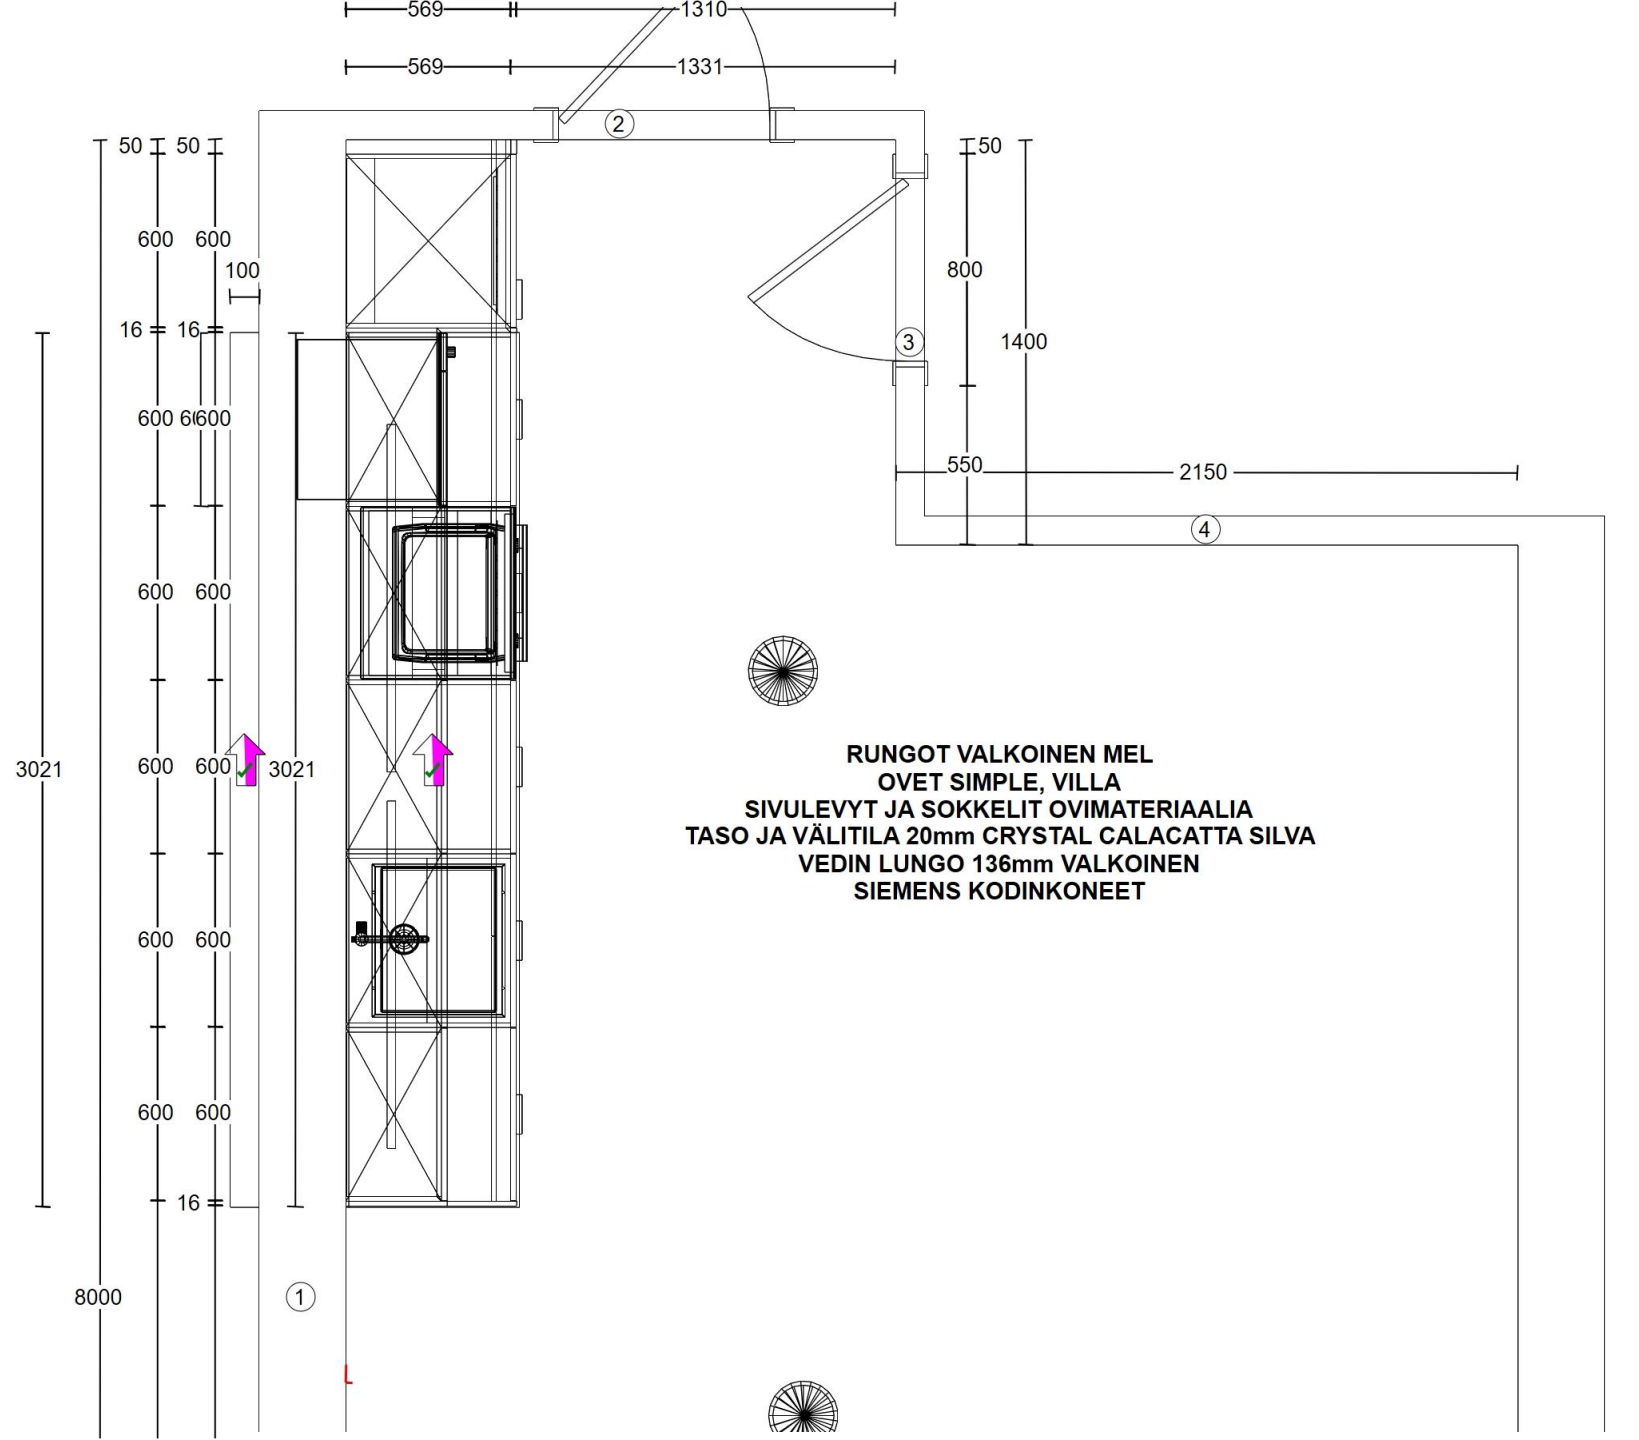 569 1310
569 1331
2
50 50 50
600 600
100
800
16 16
3
1400
600 600
550
2150
4
600 600
3021 600 600 3021
RUNGOT VALKOINEN MEL
OVET SIMPLE, VILLA
SIVULEVYT JA SOKKELIT OVIMATERIAALIA
TASO JA VÄLITILA 20mm CRYSTAL CALACATTA SILVA
VEDIN LUNGO 136mm VALKOINEN
SIEMENS KODINKONEET
600 600
600 600
16
8000
1
L